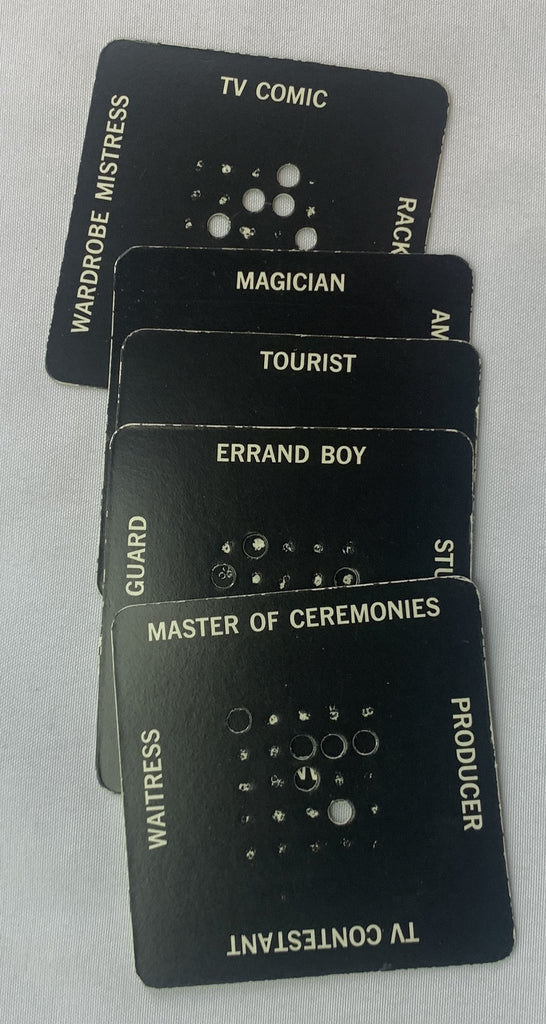 TV COMIC
WARDROBE MISTRESS
MAGICIAN
TOURIST
ERRAND BOY
GUARD
MASTER OF CEREMONIES
WAITRESS
PRODUCER
TV CONTESTANT